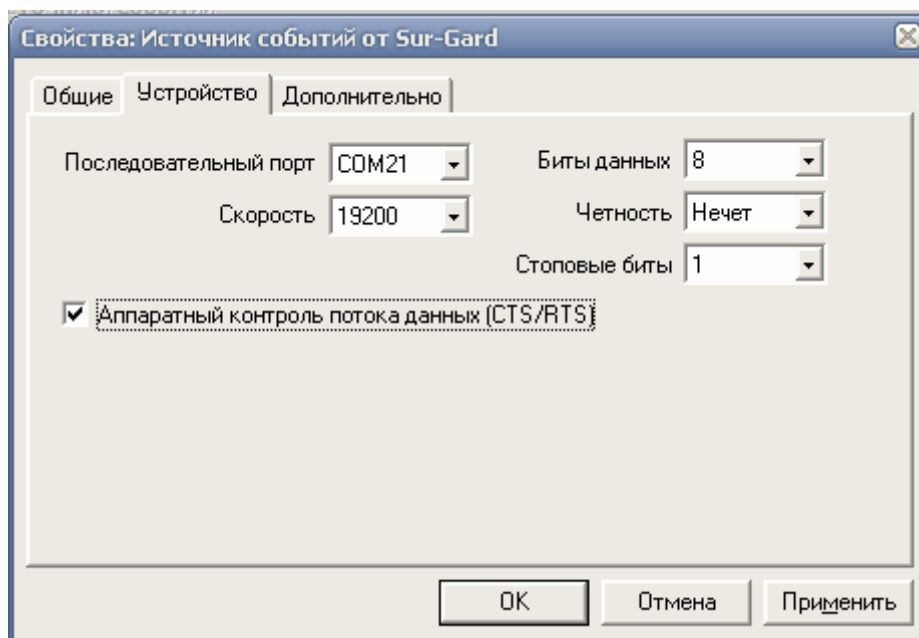 Свойства: Источник событий от Sur-Gard
Общие Устройство Дополнительно
Последовательный порт COM21 Биты данных 8
Скорость 19200 Четность Нечет
Стоповые биты 1
Аппаратный контроль потока данных (CTS/RTS)
OK Отмена Применить